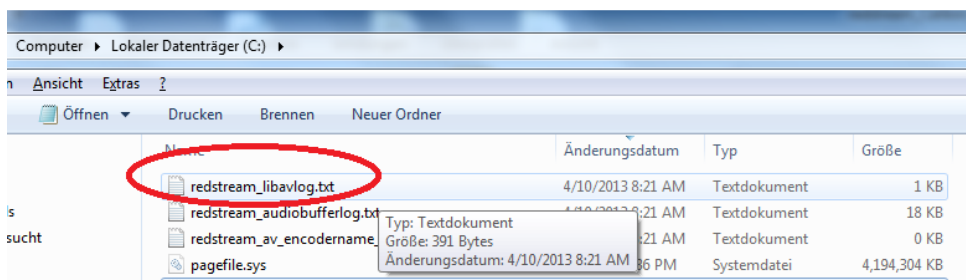 Computer ▸ Lokaler Datenträger (C:) ▸
Ansicht Extras ?
Öffnen ▾ Drucken Brennen Neuer Ordner
Änderungsdatum Typ Größe
redstream_libavlog.txt 4/10/2013 8:21 AM Textdokument 1 KB
redstream_audiobufferlog.txt 8:21 AM Textdokument 18 KB
Typ: Textdokument
sucht redstream_av_encodername_ :21 AM Textdokument 0 KB
Größe: 391 Bytes
Änderungsdatum: 4/10/2013 8:21 AM
pagefile.sys PM Systemdatei 4,194,304 KB